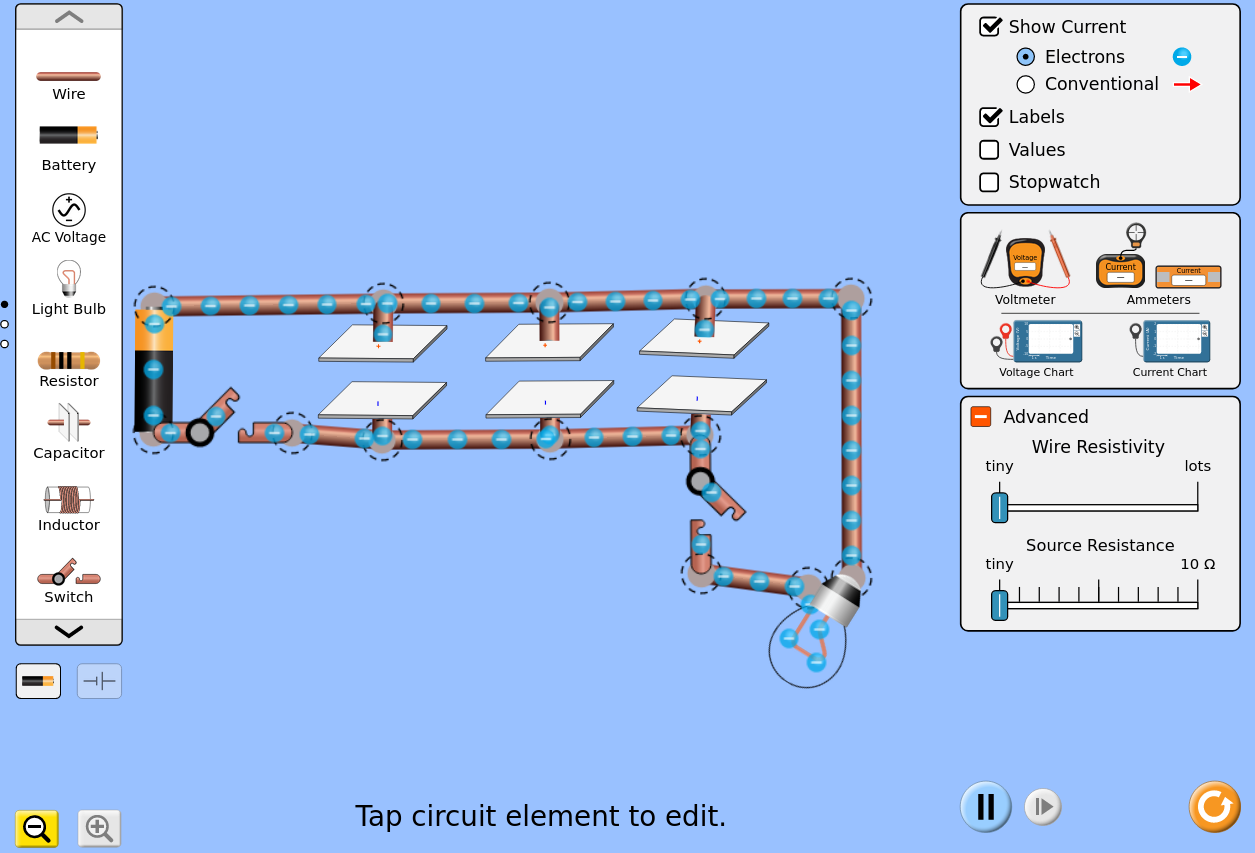 Wire
Battery
AC Voltage
Light Bulb
Resistor
Capacitor
Inductor
Switch
Show Current
Electrons
Conventional
Labels
Values
Stopwatch
Voltage
Current
Current
Voltmeter
Ammeters
Voltage Chart
Current Chart
Advanced
Wire Resistivity
tiny
lots
Source Resistance
tiny
10 Ω
Tap circuit element to edit.